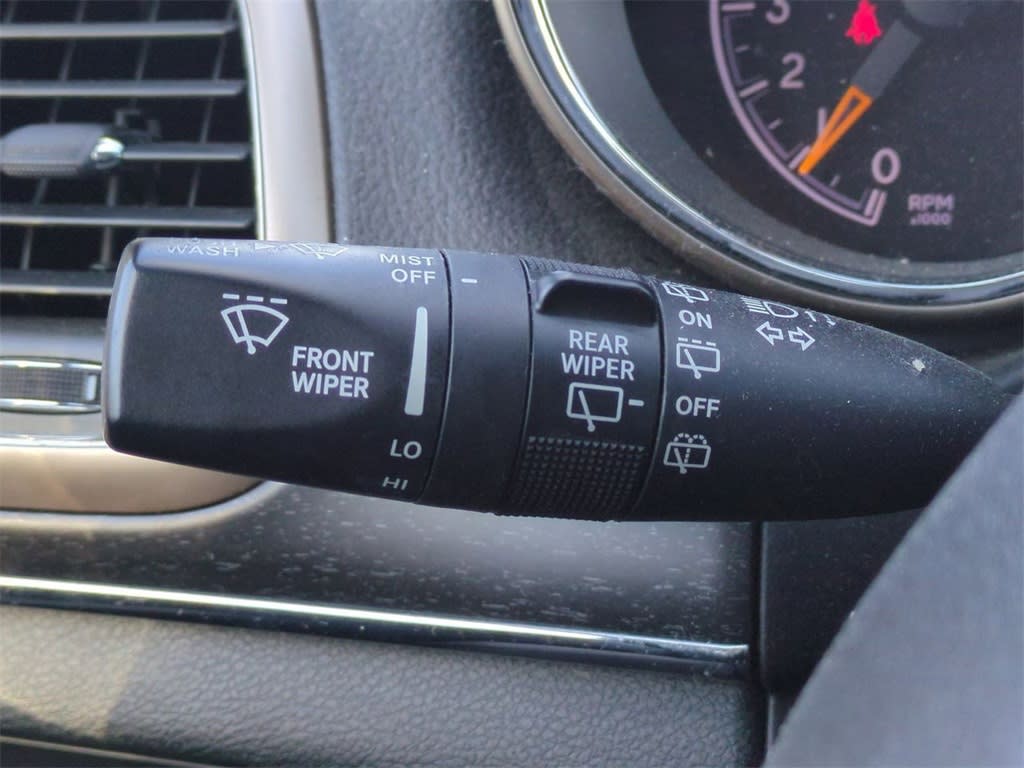 3
2
1
0
RPM
x1000
WASH
MIST
OFF
FRONT
WIPER
LO
HI
REAR
WIPER
ON
OFF